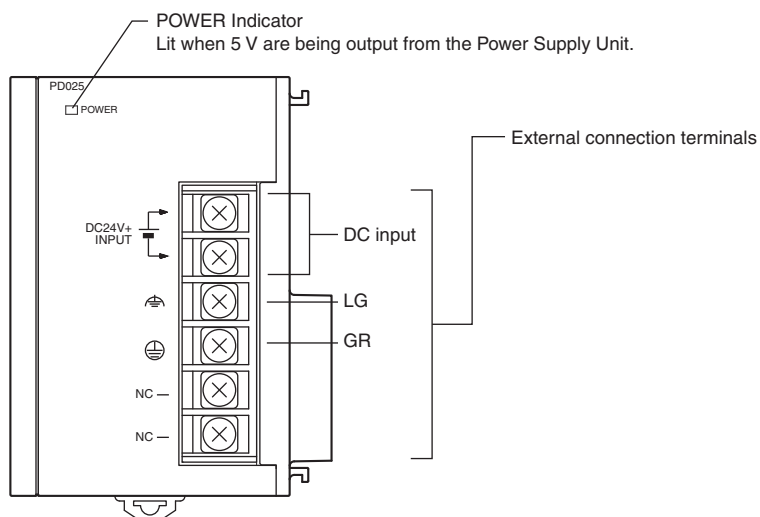 POWER Indicator
Lit when 5 V are being output from the Power Supply Unit.
PD025
POWER
External connection terminals
DC24V+
INPUT
DC input
LG
GR
NC
NC